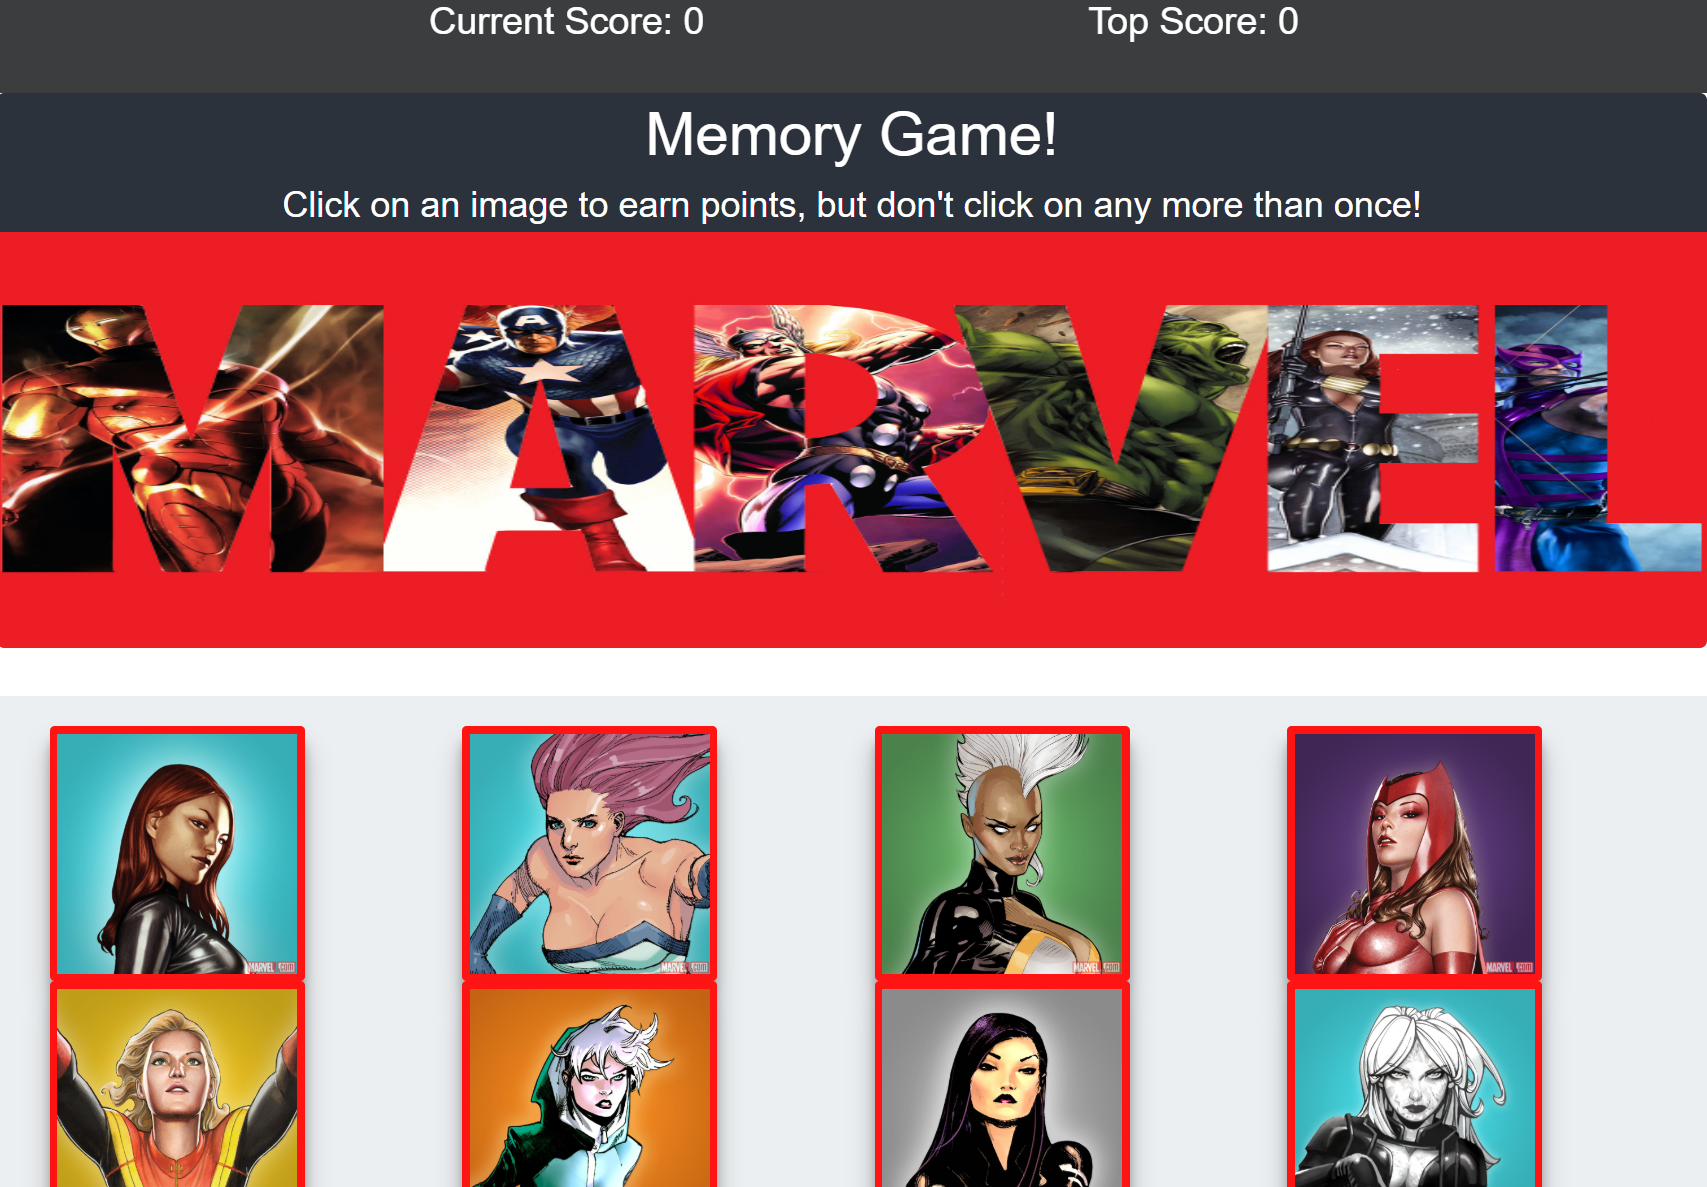 Current Score: 0
Top Score: 0
Memory Game!
Click on an image to earn points, but don't click on any more than once!
MARVEL
MARVEL.COM
MARVEL.COM
MARVEL.COM
MARVEL.COM